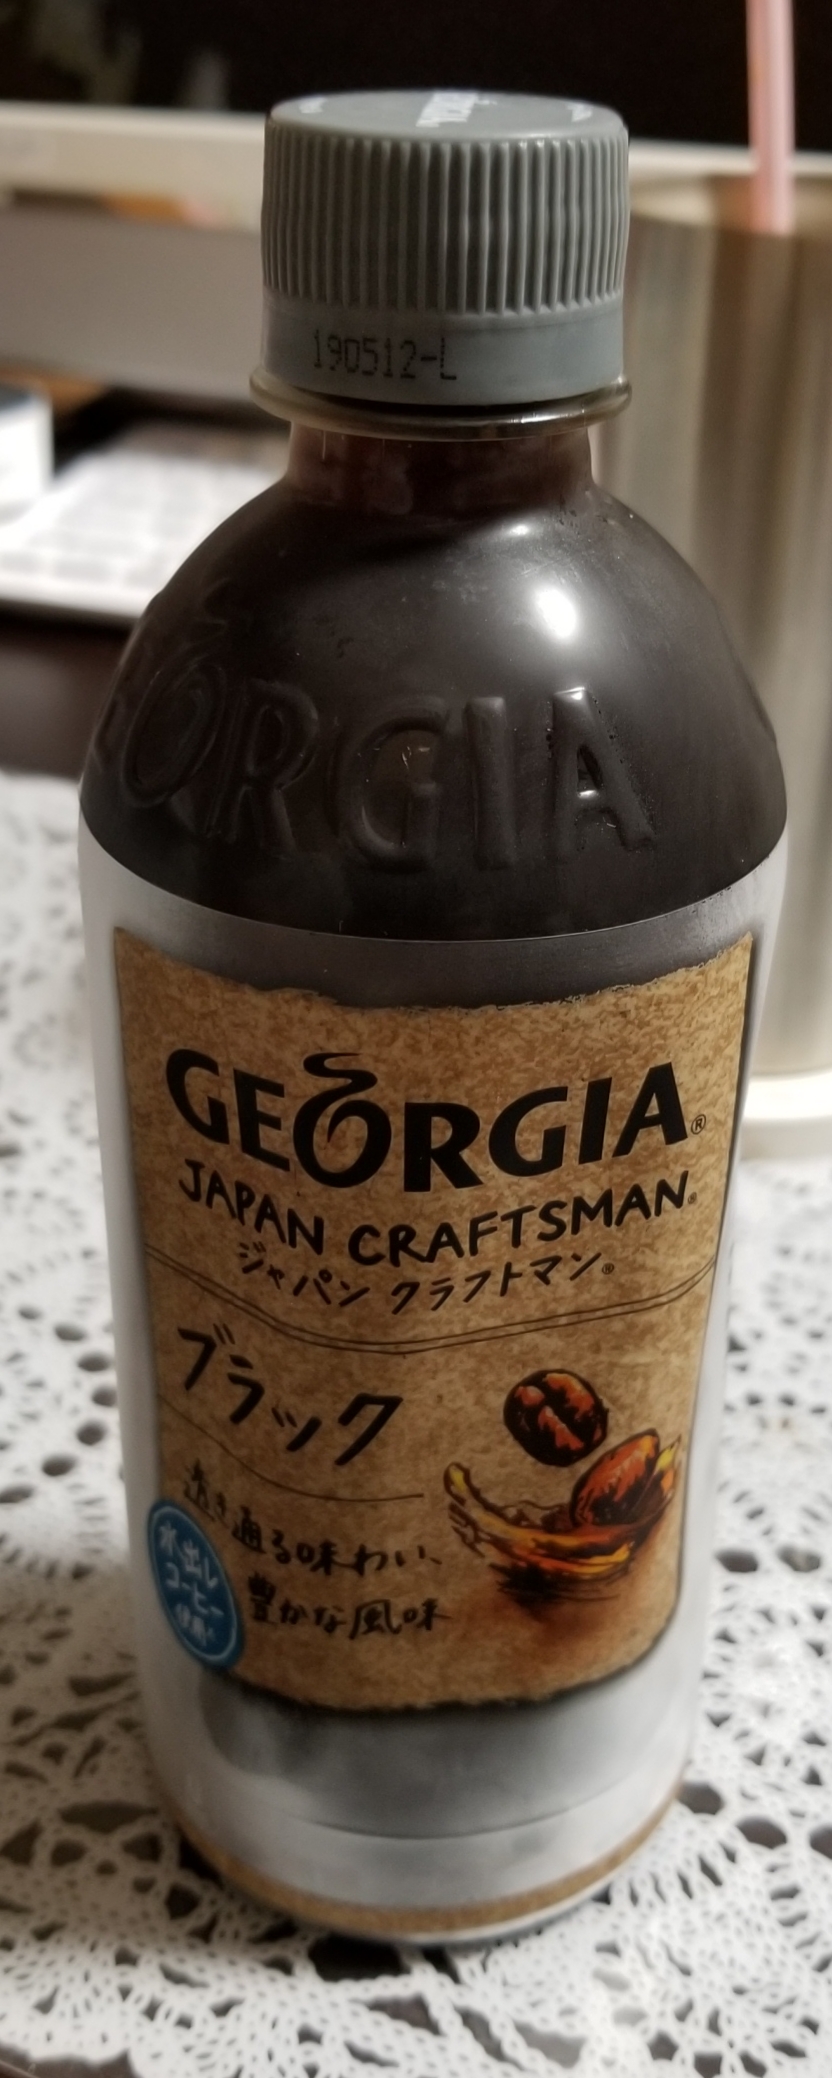 190512-L
GEORGIA
GEORGIA®
JAPAN CRAFTSMAN®
ジャパン クラフトマン®
ブラック
透き通る味わい、
豊かな風味
水出し
コーヒー
使用*